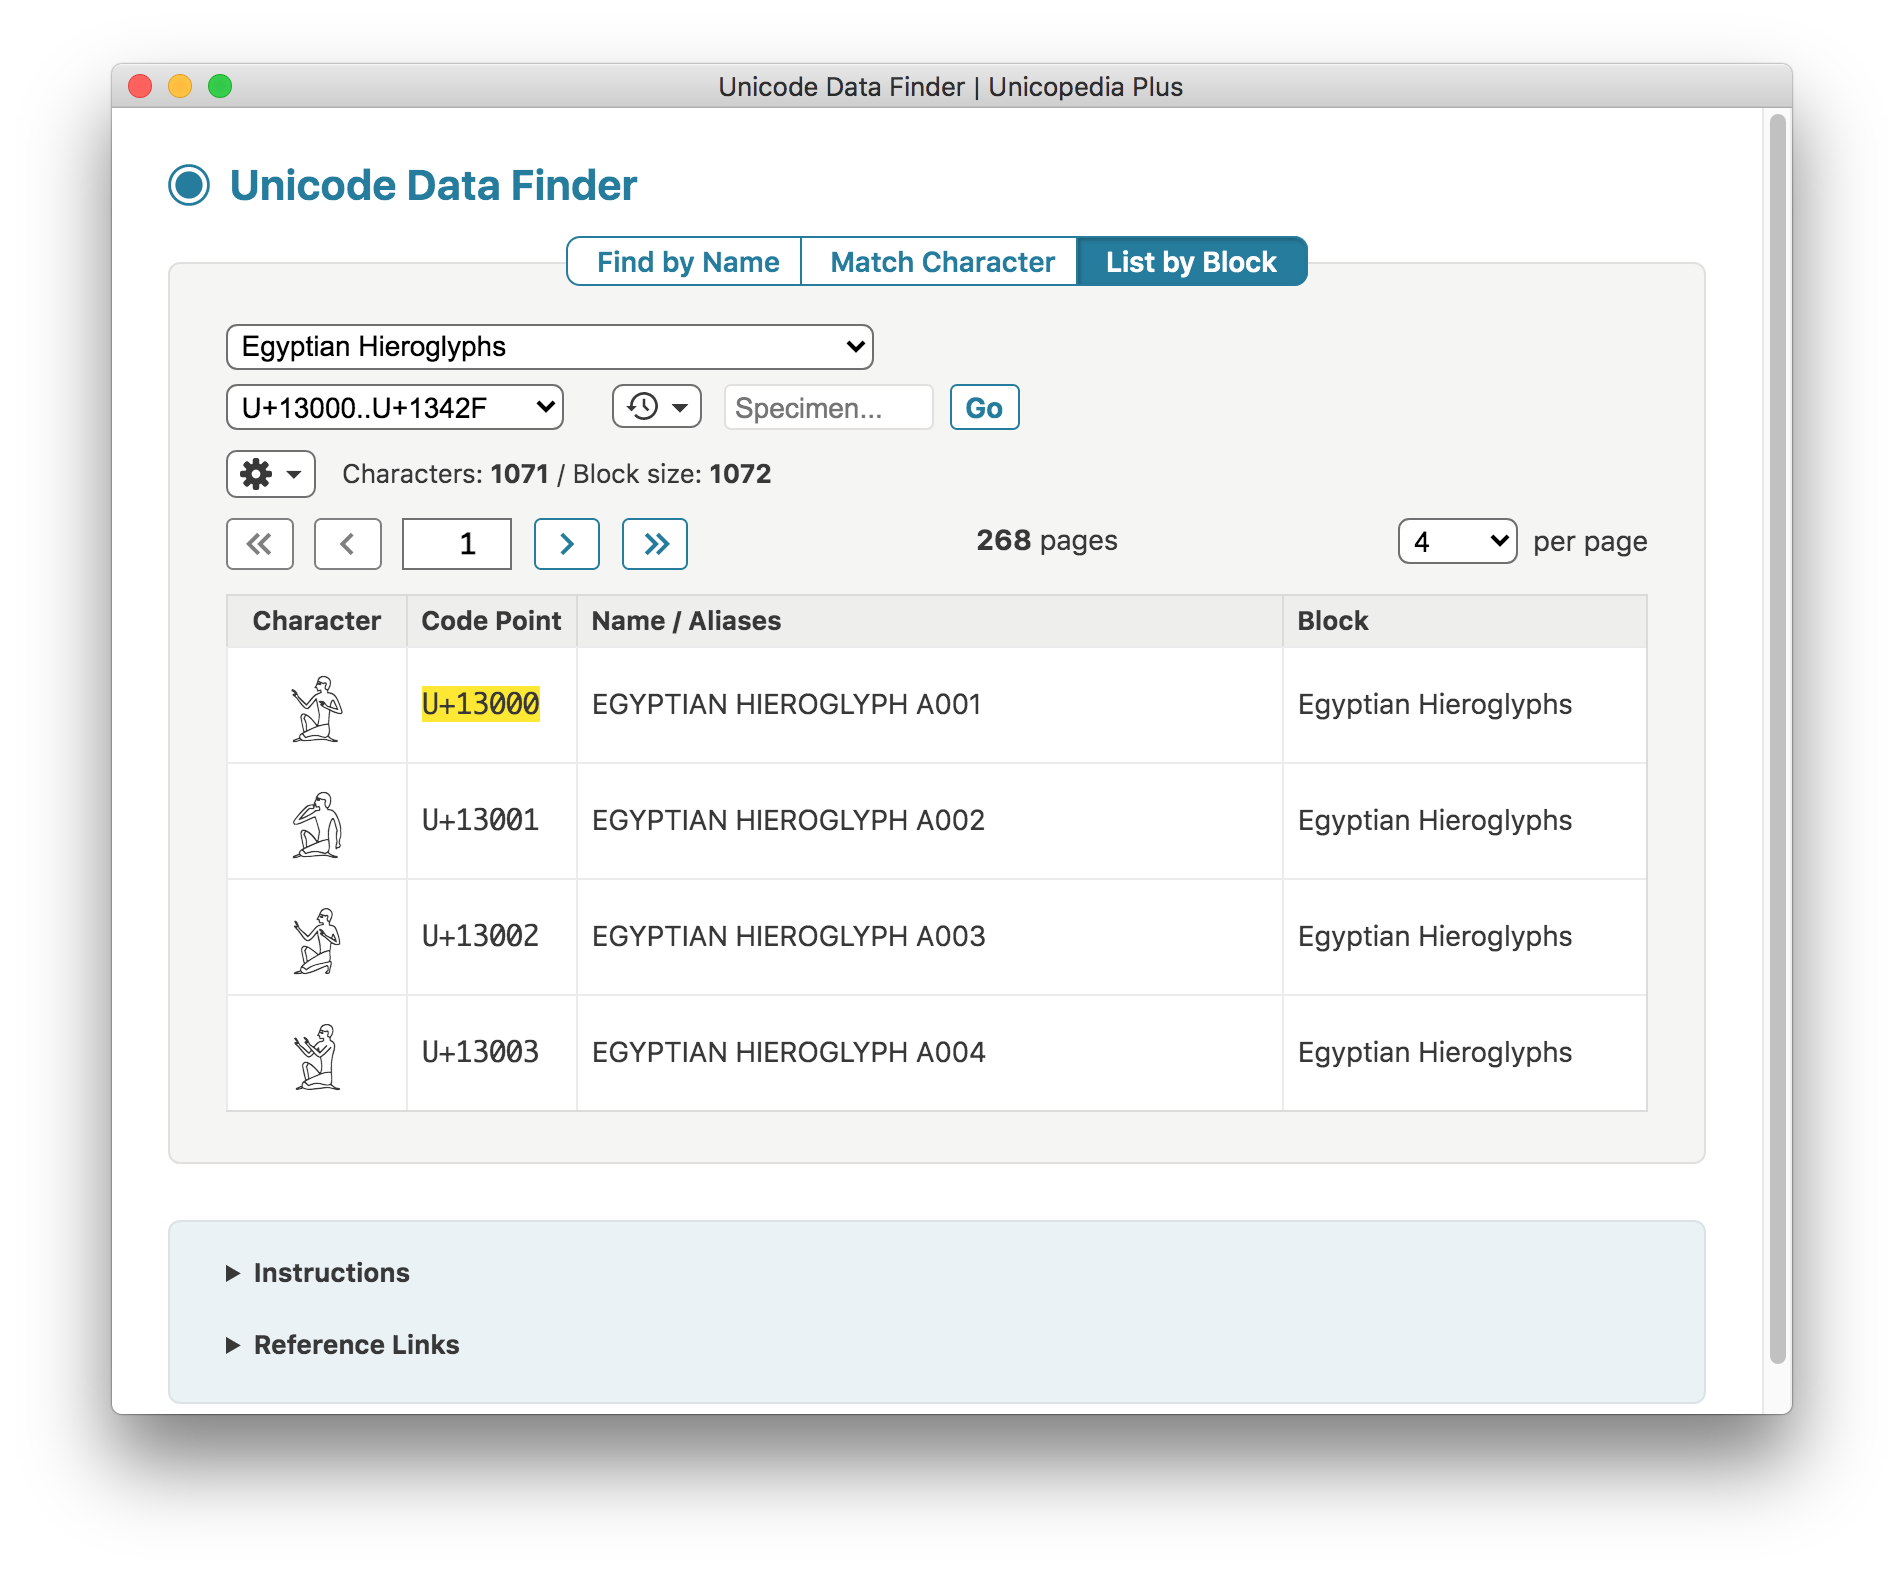 Unicode Data Finder | Unicopedia Plus
Unicode Data Finder
Find by Name Match Character List by Block
Egyptian Hieroglyphs
U+13000..U+1342F Specimen... Go
Characters: 1071 / Block size: 1072
1 268 pages 4 per page
Character Code Point Name / Aliases Block
𓀀 U+13000 EGYPTIAN HIEROGLYPH A001 Egyptian Hieroglyphs
𓀁 U+13001 EGYPTIAN HIEROGLYPH A002 Egyptian Hieroglyphs
𓀂 U+13002 EGYPTIAN HIEROGLYPH A003 Egyptian Hieroglyphs
𓀃 U+13003 EGYPTIAN HIEROGLYPH A004 Egyptian Hieroglyphs
Instructions
Reference Links